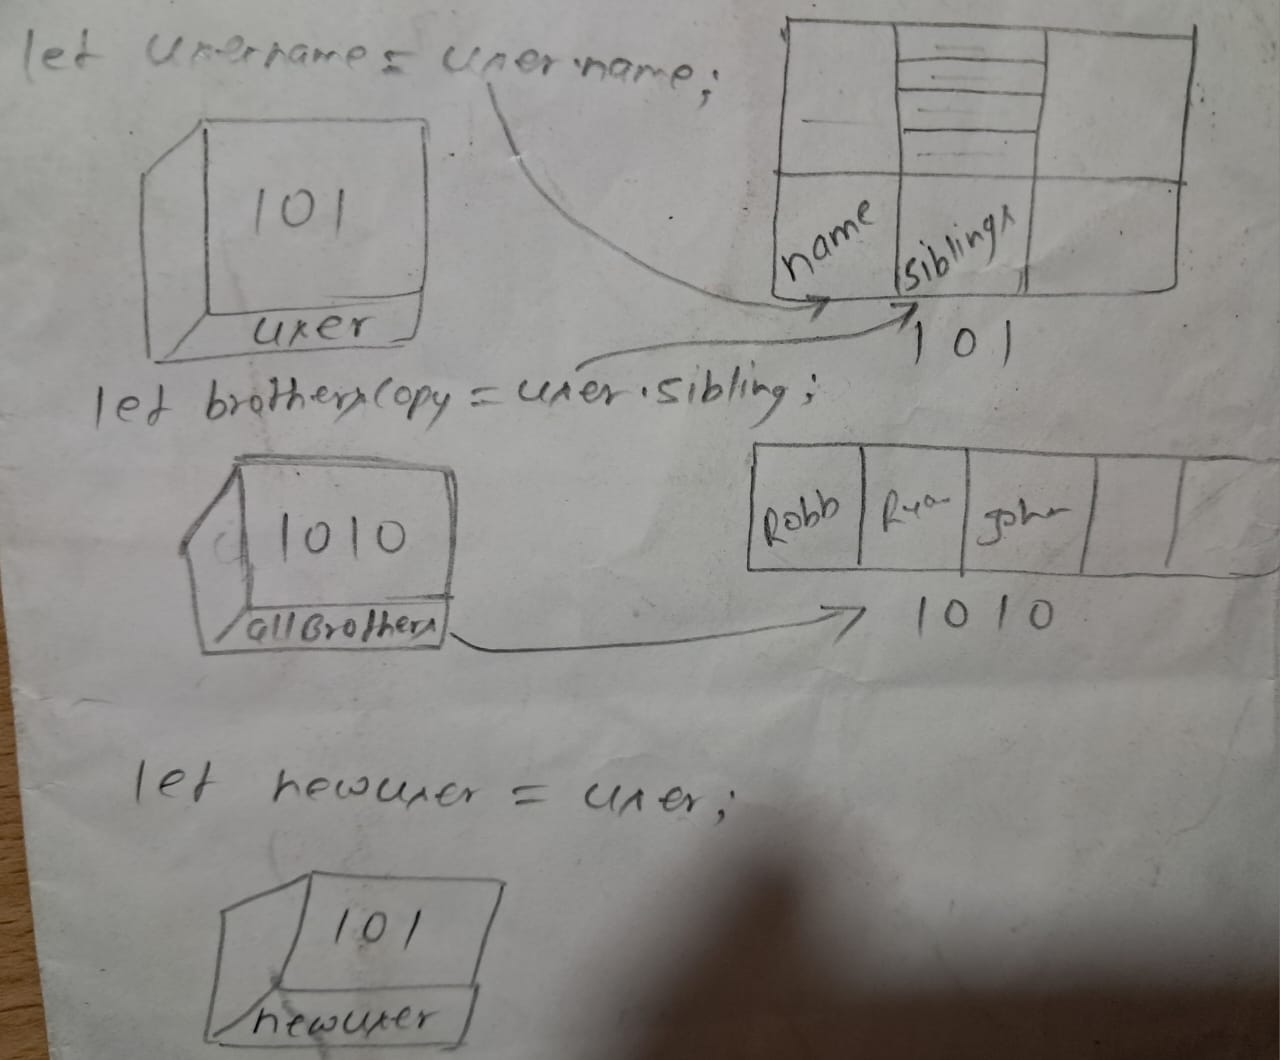 let username = user.name;
101
user
name
siblings
101
let brothersCopy = user.sibling;
1010
allBrothers
Robb
Ryan
John
1010
let newuser = user;
101
newuser